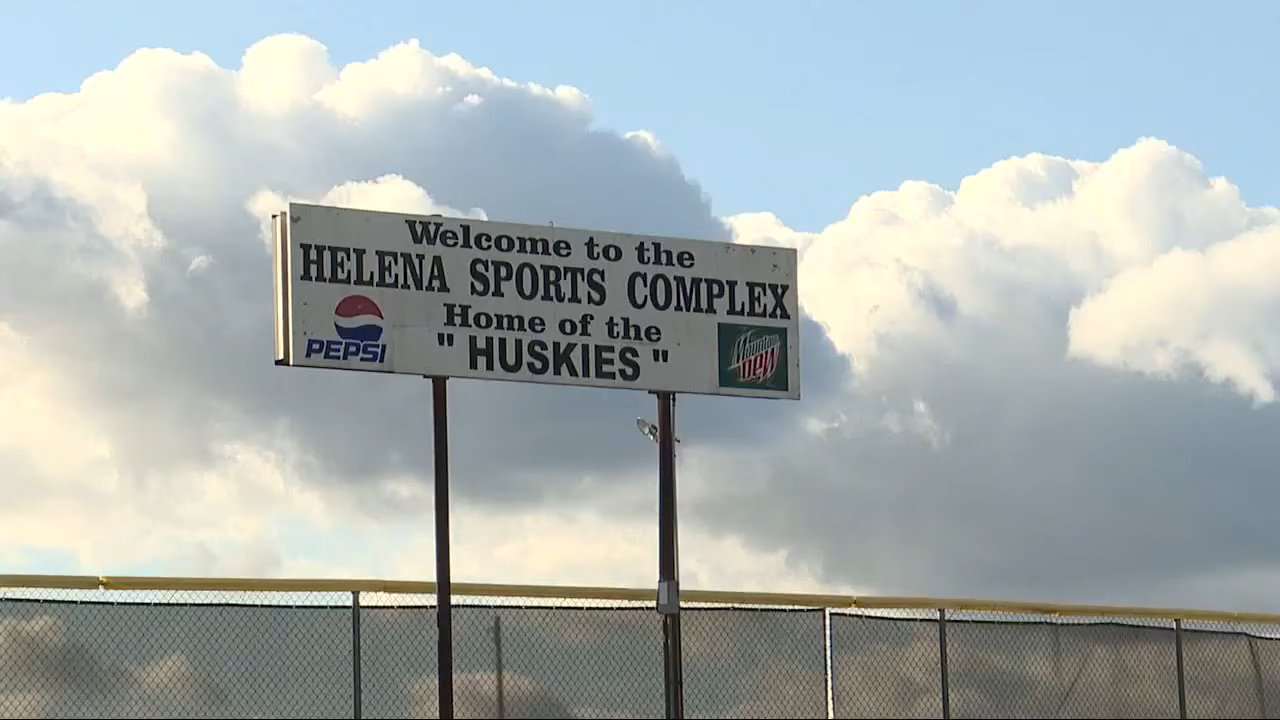 Welcome to the
HELENA SPORTS COMPLEX
Home of the
" HUSKIES "
PEPSI
Mountain
Dew